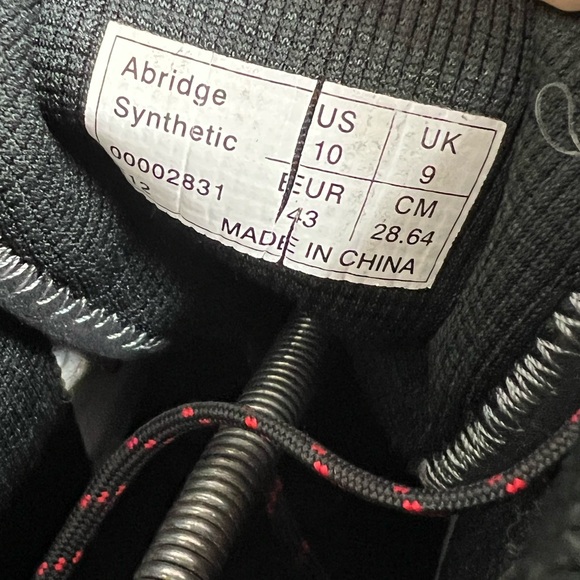 Abridge
Synthetic
00002831
12
US
10
UK
9
EUR
43
CM
28.64
MADE IN CHINA